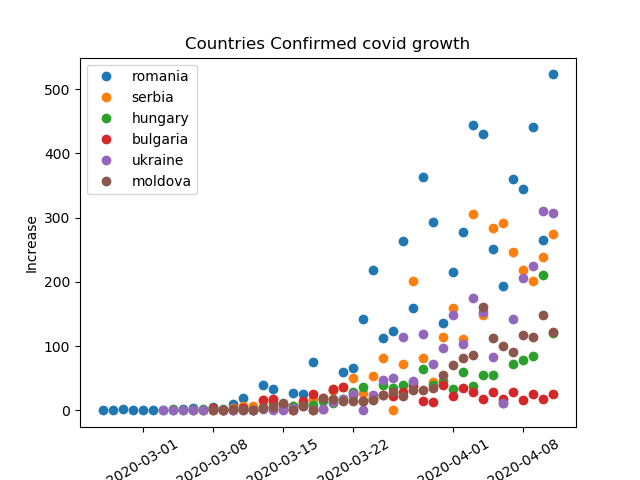 Countries Confirmed covid growth
romania
serbia
hungary
bulgaria
ukraine
moldova
Increase
500
400
300
200
100
0
2020-03-01
2020-03-08
2020-03-15
2020-03-22
2020-04-01
2020-04-08